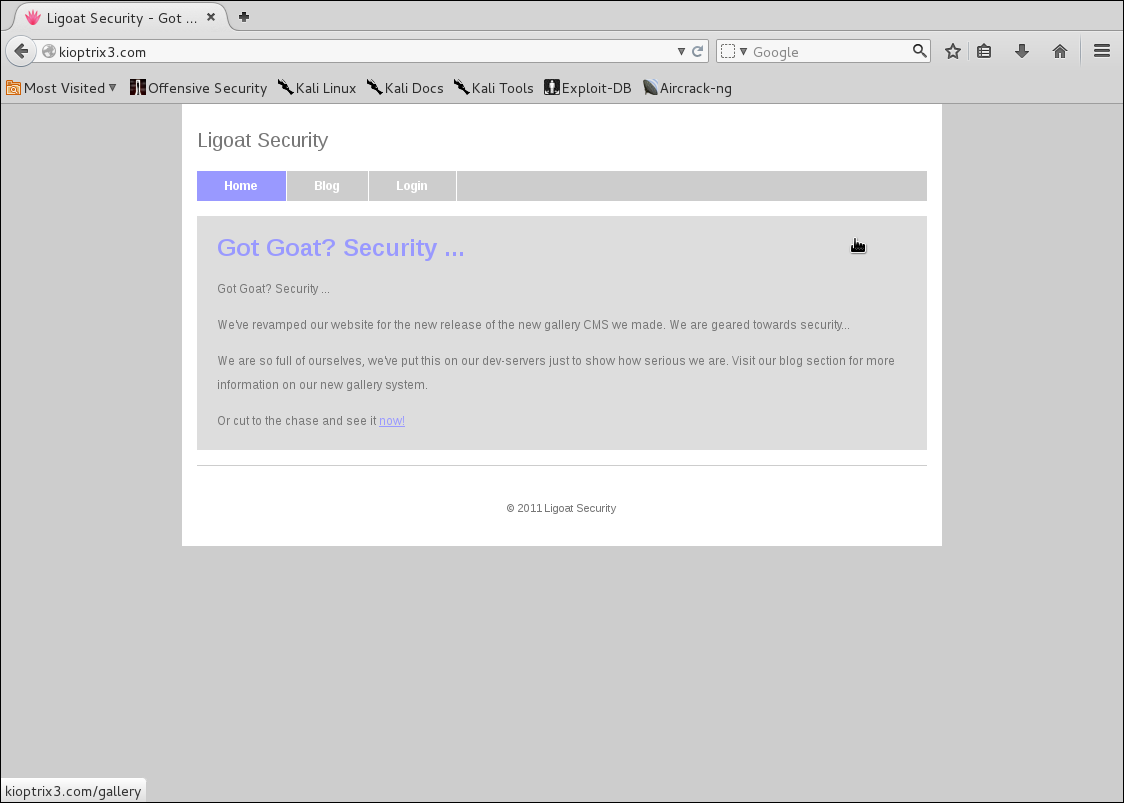 Ligoat Security - Got ...
kioptrix3.com
Google
Most Visited
Offensive Security
Kali Linux
Kali Docs
Kali Tools
Exploit-DB
Aircrack-ng
Ligoat Security
Home
Blog
Login
Got Goat? Security ...
Got Goat? Security ...
We've revamped our website for the new release of the new gallery CMS we made. We are geared towards security...
We are so full of ourselves, we've put this on our dev-servers just to show how serious we are. Visit our blog section for more
information on our new gallery system.
Or cut to the chase and see it now!
© 2011 Ligoat Security
kioptrix3.com/gallery